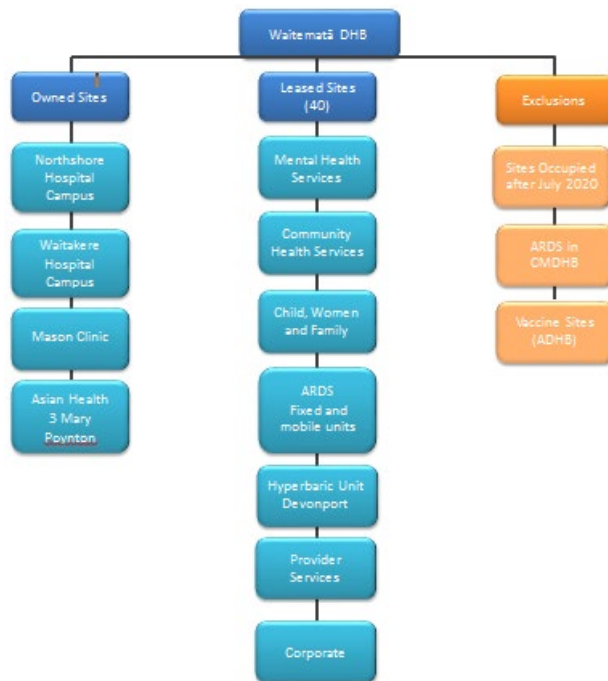 Waitematā DHB
Owned Sites
Northshore
Hospital
Campus
Waitakere
Hospital
Campus
Mason Clinic
Asian Health
3 Mary
Poynton
Leased Sites
(40)
Mental Health
Services
Community
Health Services
Child, Women
and Family
ARDS
Fixed and
mobile units
Hyperbaric Unit
Devonport
Provider
Services
Corporate
Exclusions
Sites Occupied
after July 2020
ARDS in
CMDHB
Vaccine Sites
(ADHB)